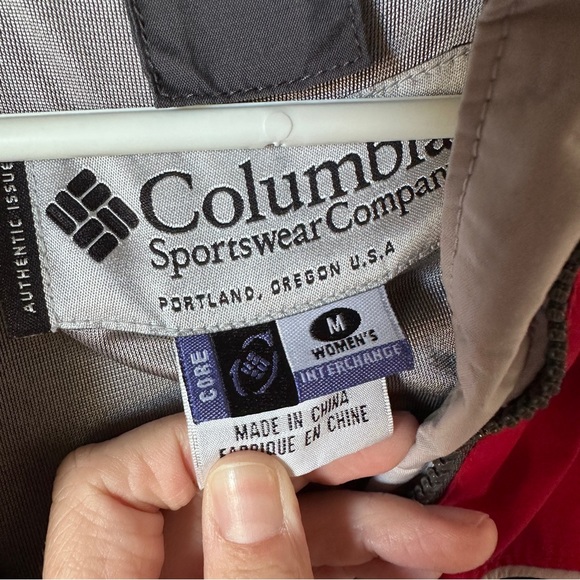 AUTHENTIC ISSUE
Columbia
Sportswear Company
PORTLAND, OREGON U.S.A
CORE
M
WOMEN'S
INTERCHANGE
MADE IN CHINA
FABRIQUE EN CHINE